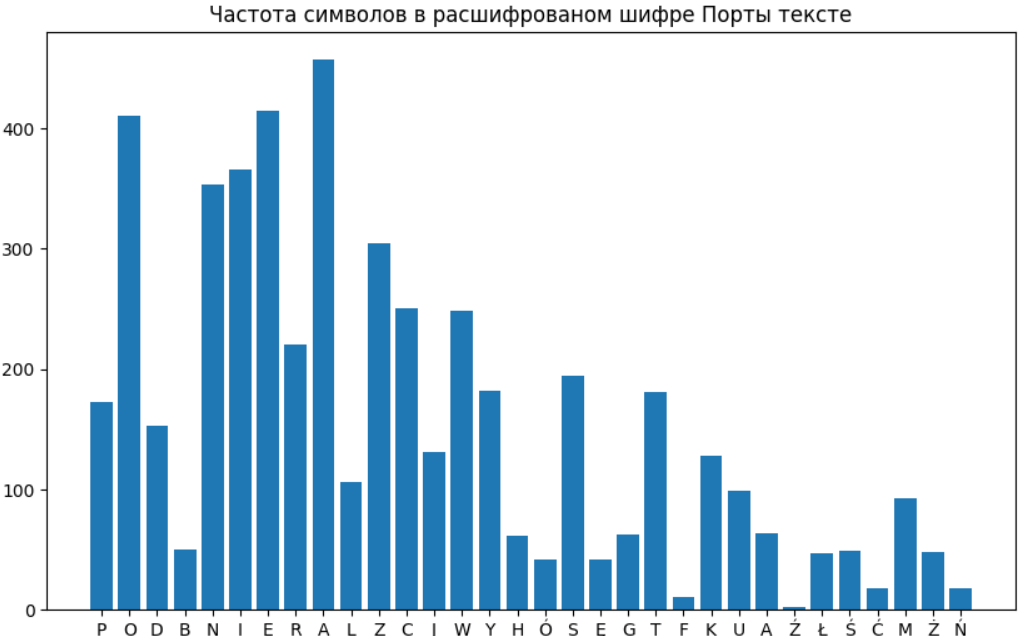 Частота символов в расшифрованом шифре Порты тексте
400
300
200
100
0
P O D B N I E R A L Z C I W Y H Ó S E G T F K U A Ź Ł Ś Ć M Ż Ń